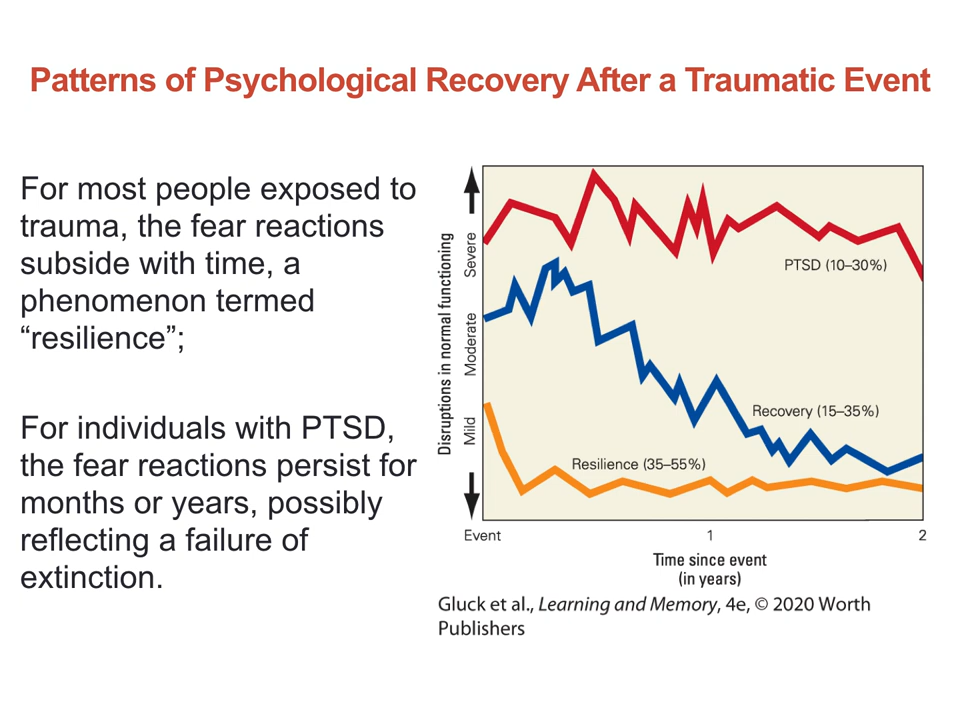 Patterns of Psychological Recovery After a Traumatic Event
For most people exposed to
trauma, the fear reactions
subside with time, a
phenomenon termed
“resilience”;
For individuals with PTSD,
the fear reactions persist for
months or years, possibly
reflecting a failure of
extinction.
Disruptions in normal functioning
Severe
Moderate
Mild
PTSD (10–30%)
Recovery (15–35%)
Resilience (35–55%)
Event
1
2
Time since event
(in years)
Gluck et al., Learning and Memory, 4e, © 2020 Worth
Publishers